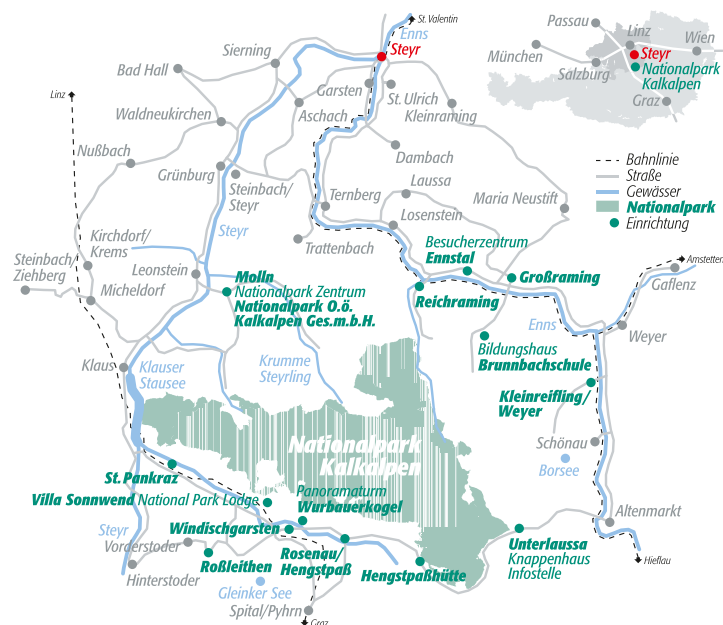 St. Valentin
Enns
Steyr
Sierning
Bad Hall
Garsten
St. Ulrich
Kleinraming
Aschach
Linz
Waldneukirchen
Dambach
Nußbach
Grünburg
Steinbach/
Steyr
Ternberg
Laussa
Maria Neustift
Losenstein
Kirchdorf/
Krems
Steyr
Trattenbach
Besucherzentrum
Ennstal
Steinbach/
Ziehberg
Leonstein
Micheldorf
Molln
Nationalpark Zentrum
Nationalpark O.ö.
Kalkalpen Ges.m.b.H.
Großraming
Reichraming
Amstetten
Gaflenz
Enns
Weyer
Klaus
Klauser
Stausee
Krumme
Steyrling
Bildungshaus
Brunnbachschule
Kleinreifling/
Weyer
Nationalpark
Kalkalpen
Schönau
Borsee
St. Pankraz
Villa Sonnwend National Park Lodge
Panoramaturm
Wurbauerkogel
Steyr
Windischgarsten
Altenmarkt
Vorderstoder
Roßleithen
Rosenau/
Hengstpaß
Hengstpaßhütte
Unterlaussa
Knappenhaus
Infostelle
Hieflau
Hinterstoder
Gleinker See
Spital/Pyhrn
Graz
Passau
Linz
Wien
München
Steyr
Salzburg
Nationalpark
Kalkalpen
Graz
Bahnlinie
Straße
Gewässer
Nationalpark
Einrichtung